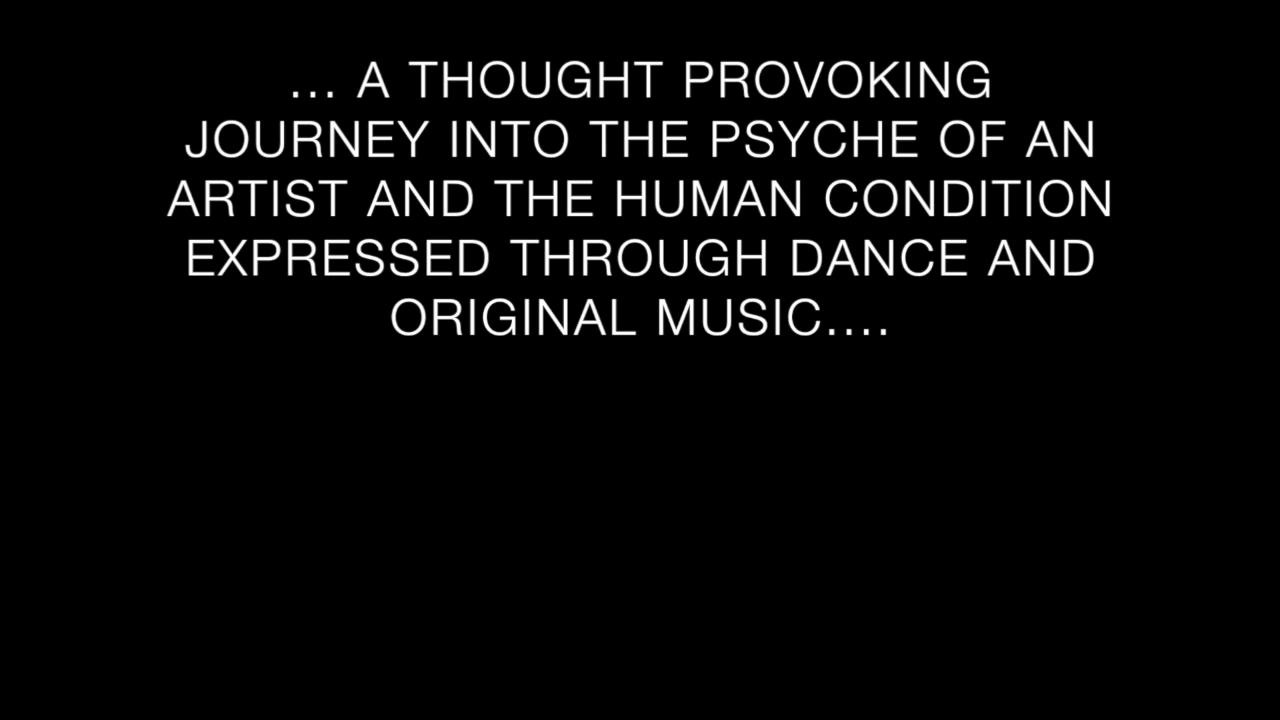 ... A THOUGHT PROVOKING
JOURNEY INTO THE PSYCHE OF AN
ARTIST AND THE HUMAN CONDITION
EXPRESSED THROUGH DANCE AND
ORIGINAL MUSIC....